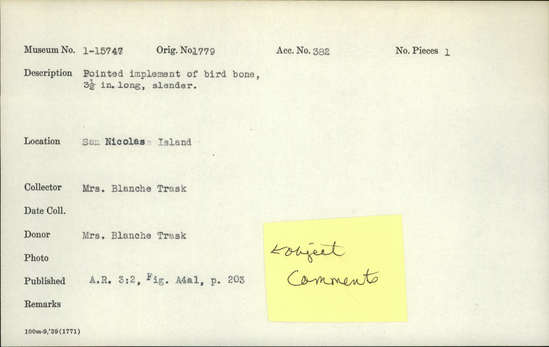 Museum No. 1-15747 Orig. No.1779 Acc. No. 382 No. Pieces 1
Description Pointed implement of bird bone,
3½ in. long, slender.
Location San Nicolas Island
Collector Mrs. Blanche Trask
Date Coll.
Donor Mrs. Blanche Trask
Photo
Published A.R. 3:2, Fig. A4a1, p. 203
Remarks
object
Comments
100m-9,'39(1771)